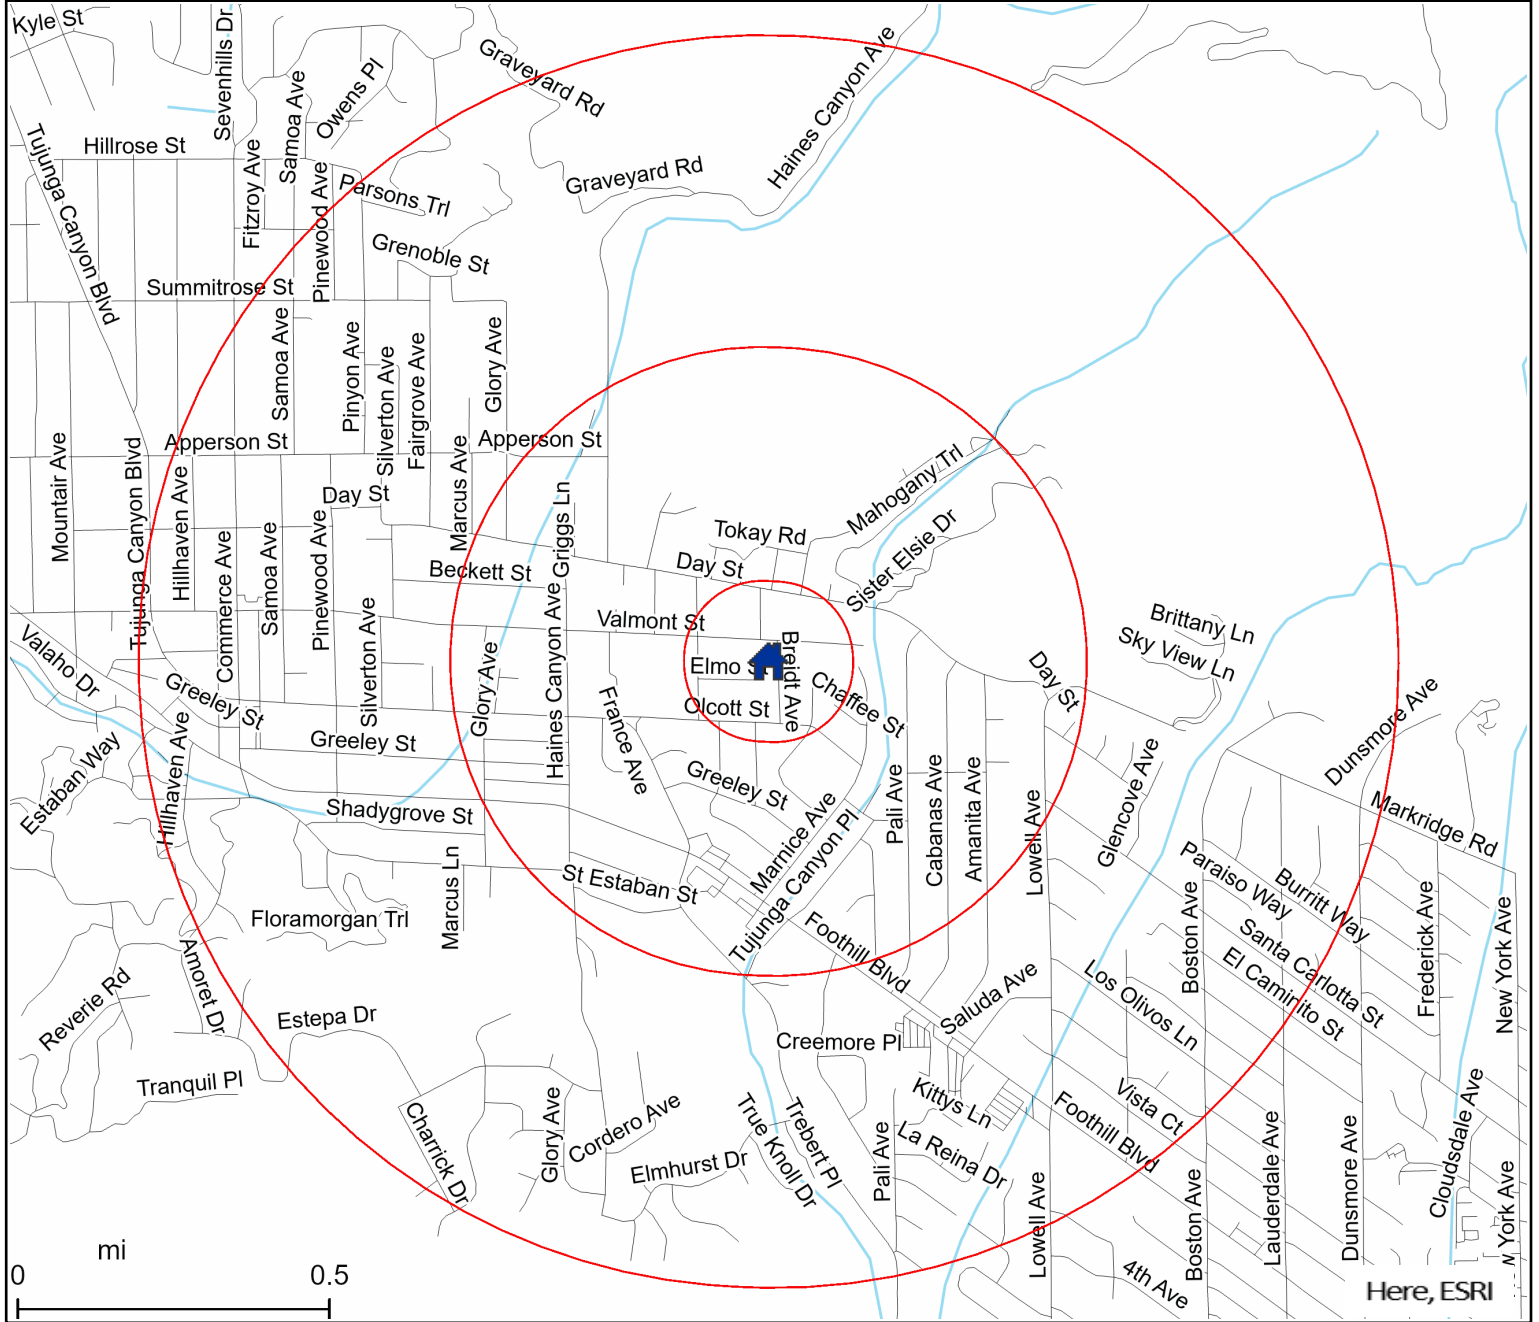 Kyle St
Sevenhills Dr
Graveyard Rd
Haines Canyon Ave
Owens Pl
Samoa Ave
Tujunga Canyon Blvd
Hillrose St
Fitzroy Ave
Pinewood Ave
Parsons Trl
Graveyard Rd
Grenoble St
Summitrose St
Samoa Ave
Pinyon Ave
Silverton Ave
Fairgrove Ave
Glory Ave
Mountain Ave
Tujunga Canyon Blvd
Apperson St
Apperson St
Marcus Ave
Hillhaven Ave
Day St
Griggs Ln
Mahogany Trl
Commerce Ave
Samoa Ave
Pinewood Ave
Tokay Rd
Sister Elsie Dr
Beckett St
Day St
Silverton Ave
Haines Canyon Ave
Valmont St
Brittany Ln
Sky View Ln
Valaho Dr
Glory Ave
Elmo St
Breidt Ave
Day St
Greeley St
France Ave
Olcott St
Chaffee St
Dunsmore Ave
Estaban Way
Hillhaven Ave
Greeley St
Greeley St
Pali Ave
Cabanas Ave
Amanita Ave
Lowell Ave
Glencove Ave
Markridge Rd
Shadygrove St
Marnice Ave
Tujunga Canyon Pl
Paraiso Way
Burritt Way
St Estaban St
Marcus Ln
Floramorgan Trl
Foothill Blvd
Boston Ave
Santa Carlotta St
El Caminito St
Frederick Ave
New York Ave
Amoret Dr
Reverie Rd
Saluda Ave
Los Olivos Ln
Estepa Dr
Creemore Pl
Tranquil Pl
Kittys Ln
Vista Ct
Foothill Blvd
Charrick Dr
Glory Ave
Cordero Ave
True Knoll Dr
Trebert Pl
La Reina Dr
Pali Ave
Elmhurst Dr
Lowell Ave
Boston Ave
Lauderdale Ave
Dunsmore Ave
Cloudsdale Ave
w York Ave
4th Ave
mi
0 0.5
Here, ESRI